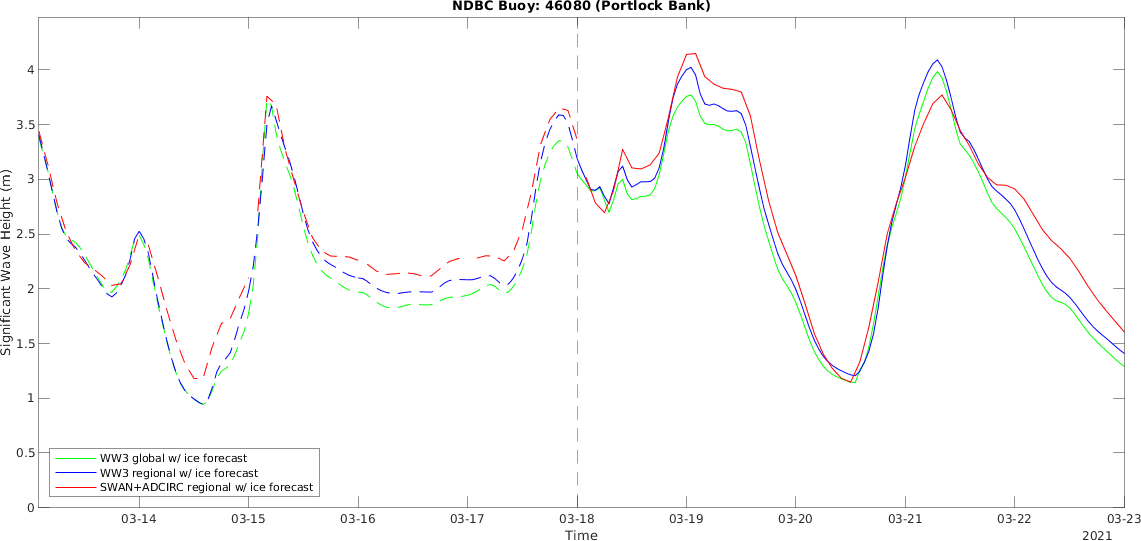 NDBC Buoy: 46080 (Portlock Bank)
Significant Wave Height (m)
4
3.5
3
2.5
2
1.5
1
0.5
0
WW3 global w/ ice forecast
WW3 regional w/ ice forecast
SWAN+ADCIRC regional w/ ice forecast
03-14 03-15 03-16 03-17 03-18 03-19 03-20 03-21 03-22 03-23
Time
2021